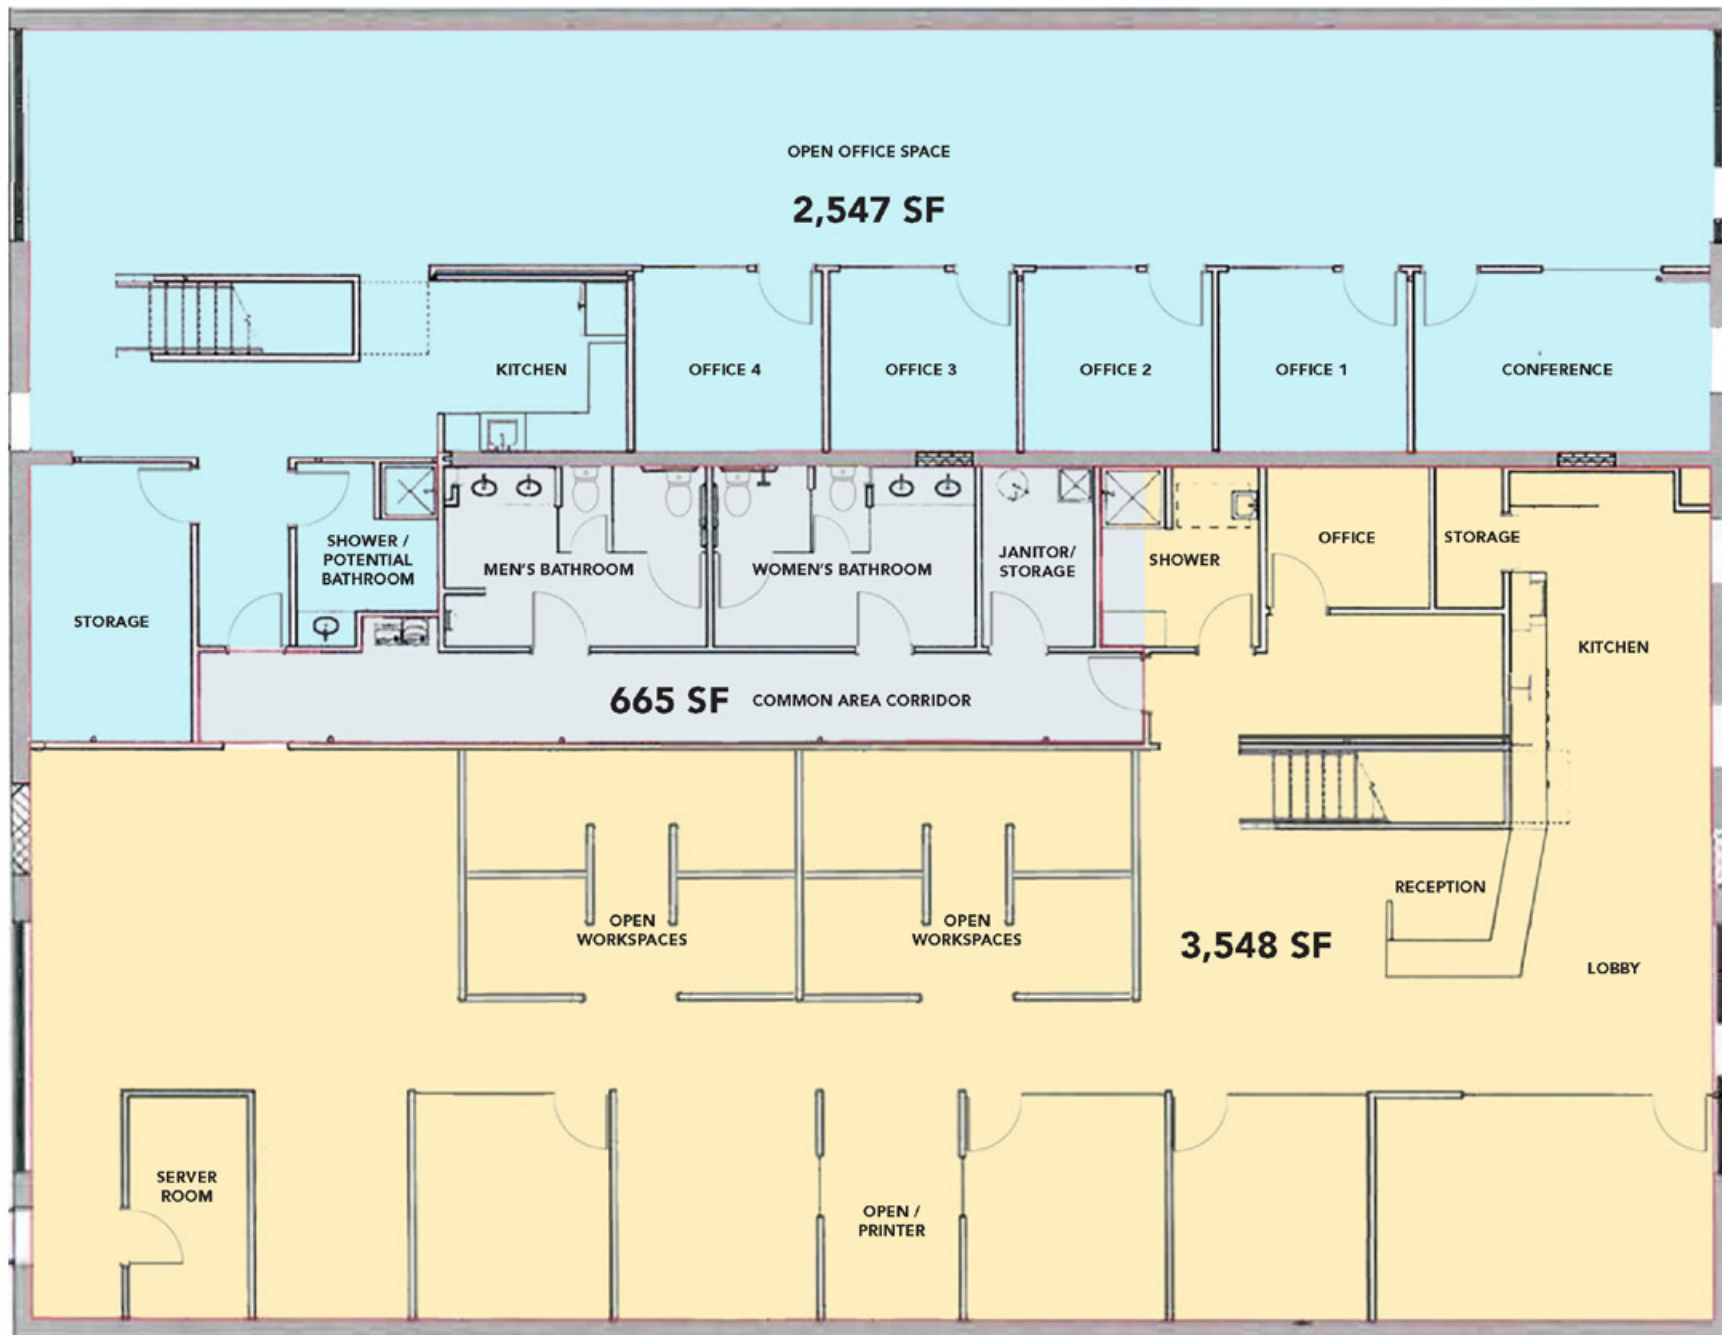 OPEN OFFICE SPACE
2,547 SF
KITCHEN
OFFICE 4
OFFICE 3
OFFICE 2
OFFICE 1
CONFERENCE
STORAGE
SHOWER /
POTENTIAL
BATHROOM
MEN'S BATHROOM
WOMEN'S BATHROOM
JANITOR/
STORAGE
SHOWER
OFFICE
STORAGE
KITCHEN
665 SF
COMMON AREA CORRIDOR
OPEN
WORKSPACES
OPEN
WORKSPACES
RECEPTION
3,548 SF
LOBBY
SERVER
ROOM
OPEN /
PRINTER